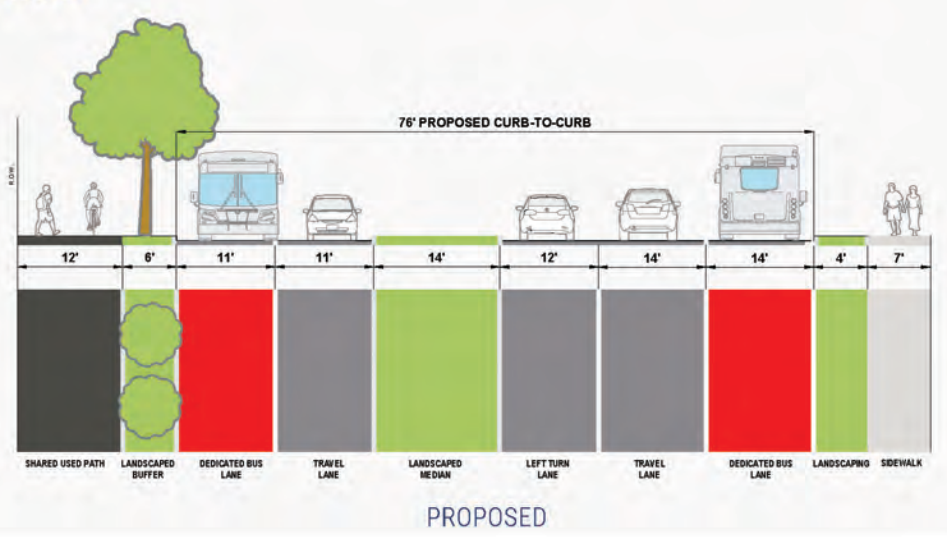 76' PROPOSED CURB-TO-CURB
R.O.W.
12' 6' 11' 11' 14' 12' 14' 14' 4' 7'
SHARED USED PATH LANDSCAPED DEDICATED BUS TRAVEL LANDSCAPED LEFT TURN TRAVEL DEDICATED BUS LANDSCAPING SIDEWALK
BUFFER LANE LANE MEDIAN LANE LANE LANE
PROPOSED